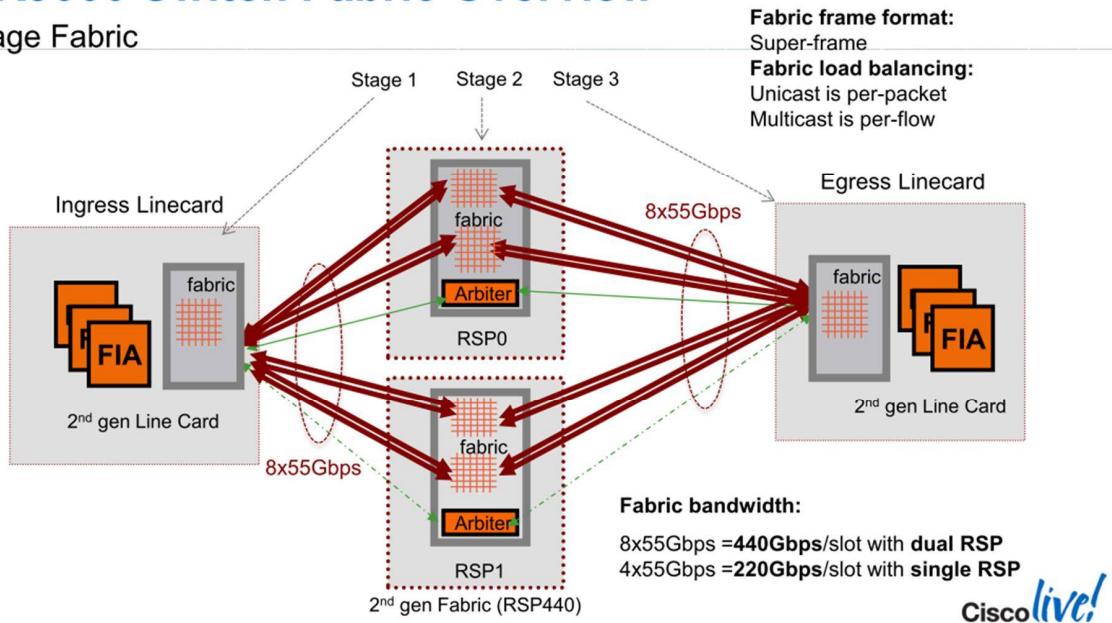 Switch Fabric Overview
age Fabric
Fabric frame format:
Super-frame
Fabric load balancing:
Unicast is per-packet
Multicast is per-flow
Stage 1
Stage 2
Stage 3
Ingress Linecard
Egress Linecard
8x55Gbps
fabric
fabric
fabric
Arbiter
FIA
RSP0
2nd gen Line Card
2nd gen Line Card
FIA
fabric
8x55Gbps
Arbiter
RSP1
2nd gen Fabric (RSP440)
Fabric bandwidth:
8x55Gbps =440Gbps/slot with dual RSP
4x55Gbps =220Gbps/slot with single RSP
Cisco live!